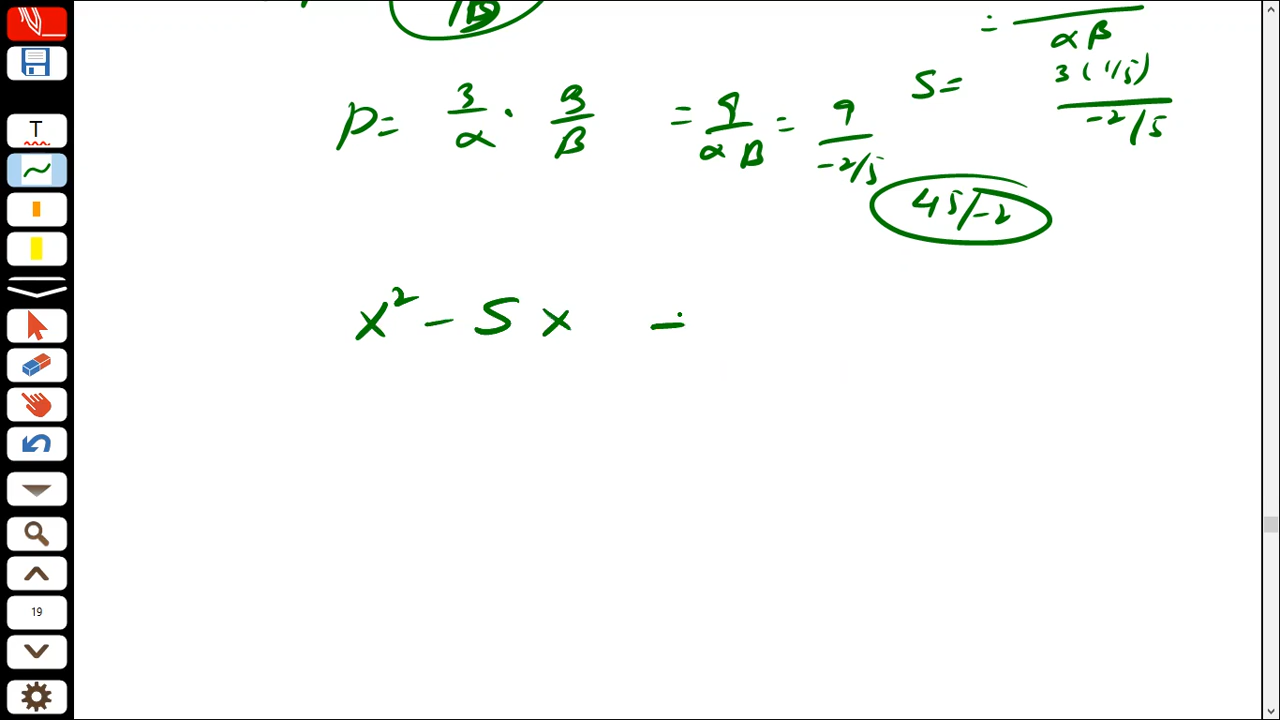 = ――― / αβ
P= 3/α · 3/β = 9/αβ = 9/-2/5
S= 3(1/5)/-2/5
45/-2
x² - S x =
T
19